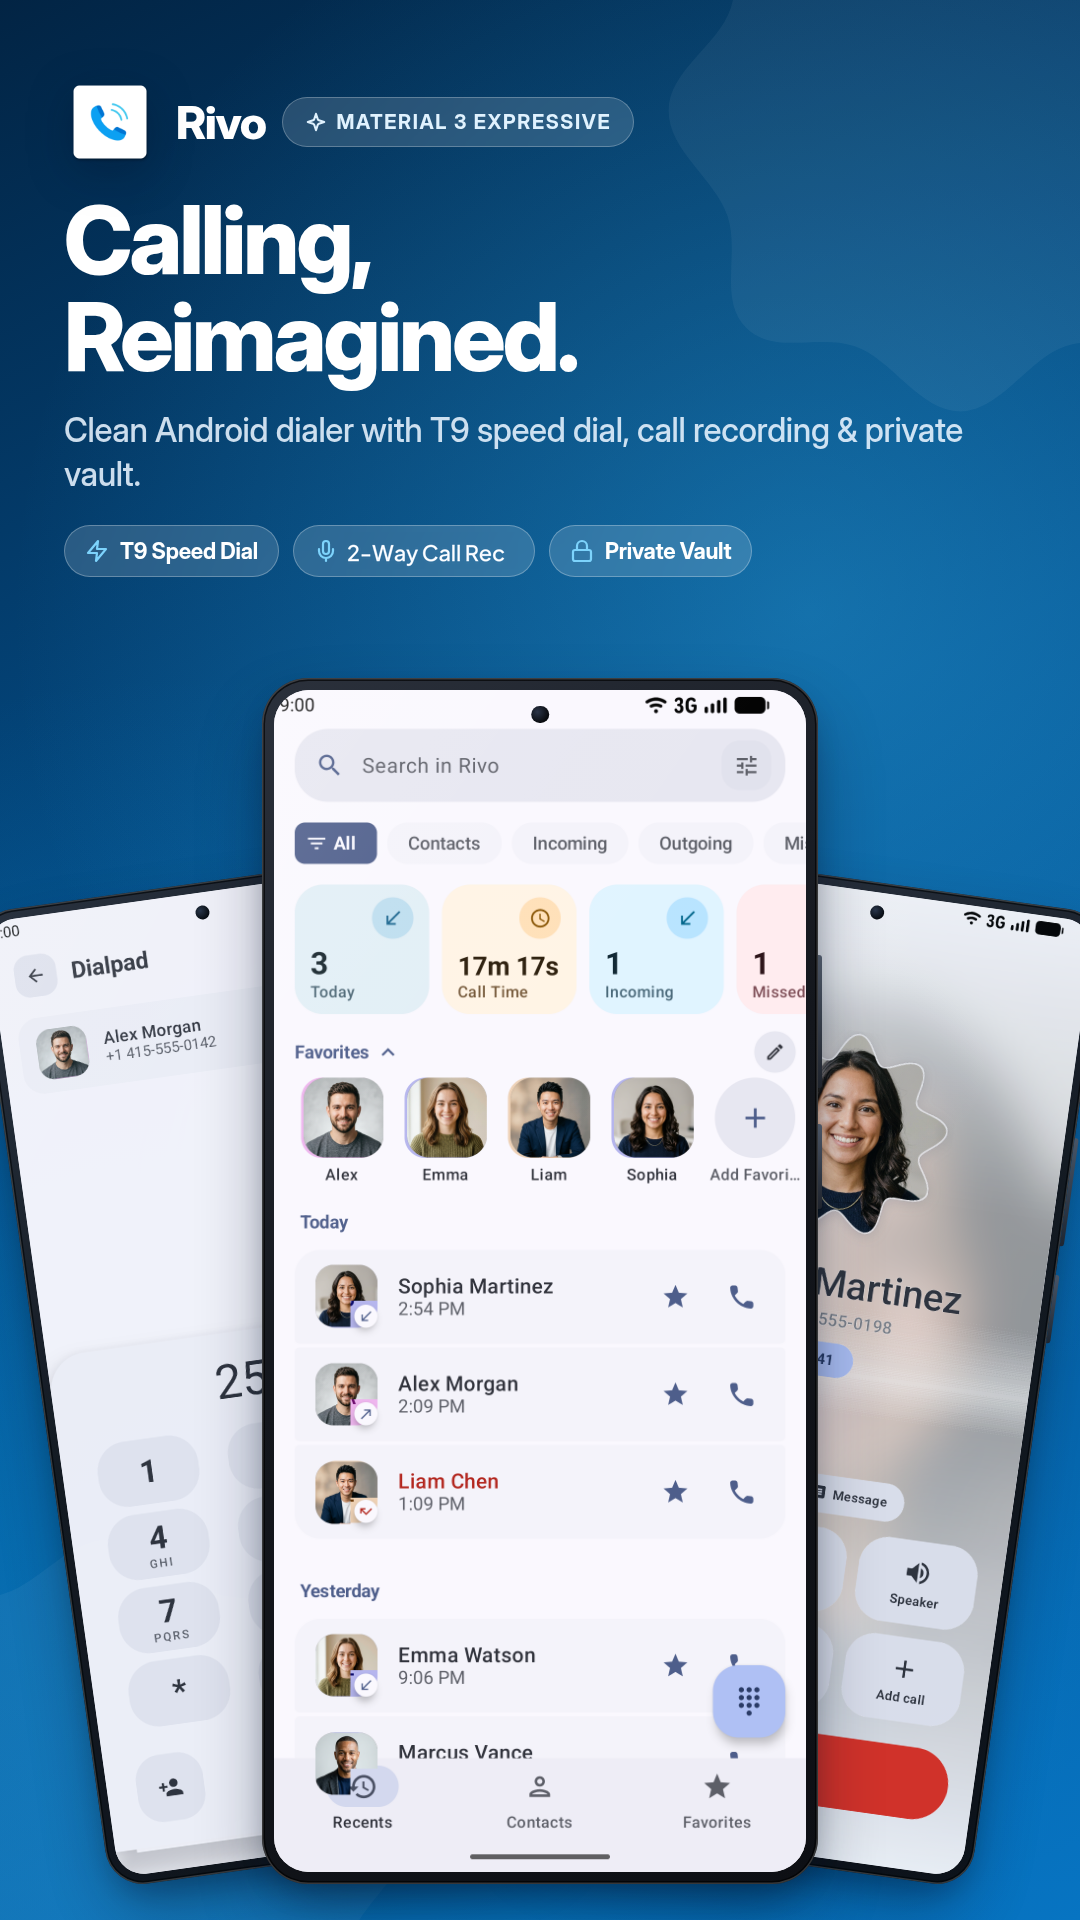 Rivo
MATERIAL 3 EXPRESSIVE
Calling,
Reimagined.
Clean Android dialer with T9 speed dial, call recording & private
vault.
T9 Speed Dial
2-Way Call Rec
Private Vault
:00
Dialpad
Alex Morgan
+1 415-555-0142
25
1
4
GHI
7
PQRS
*
9:00
3G
Search in Rivo
All
Contacts
Incoming
Outgoing
Mi
3
Today
17m 17s
Call Time
1
Incoming
1
Missed
Favorites
Alex
Emma
Liam
Sophia
Add Favori...
Today
Sophia Martinez
2:54 PM
Alex Morgan
2:09 PM
Liam Chen
1:09 PM
Yesterday
Emma Watson
9:06 PM
Marcus Vance
Recents
Contacts
Favorites
3G
Martinez
555-0198
41
Message
Speaker
Add call